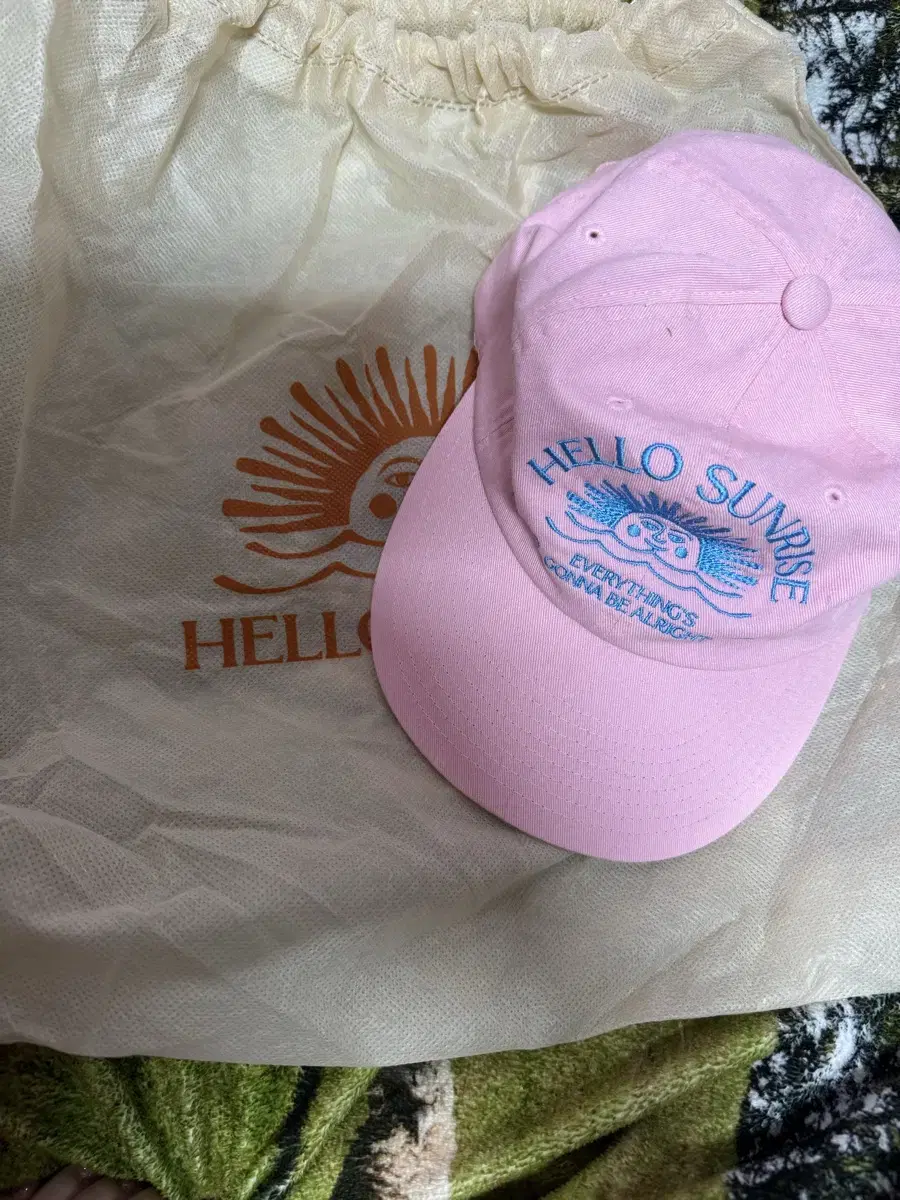 HELLO SUNRISE
EVERYTHING'S
GONNA BE ALRIGHT
HELLO